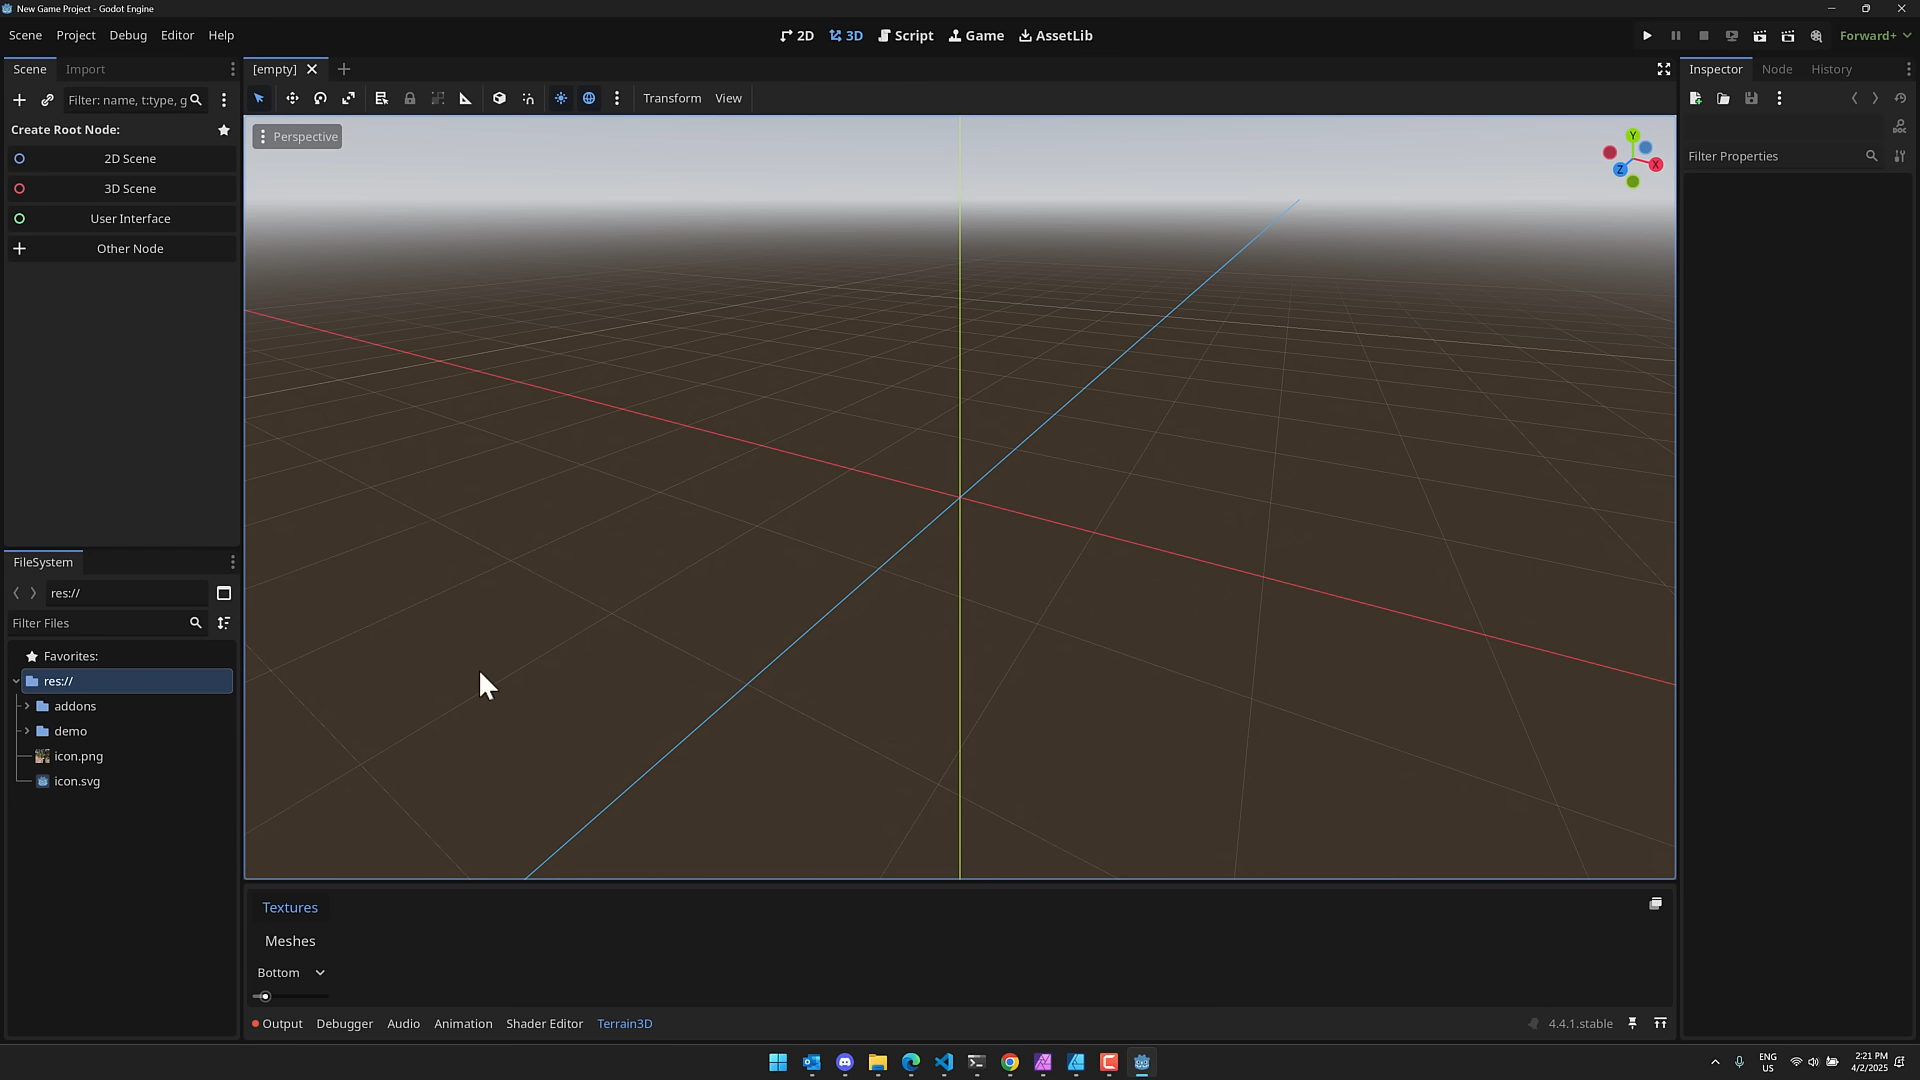 New Game Project - Godot Engine
Scene Project Debug Editor Help
2D 3D Script Game AssetLib
Forward+
Scene Import
[empty]
Inspector Node History
Filter: name, t:type, g
Transform View
Create Root Node:
Perspective
Y
X
Z
DOC
2D Scene
Filter Properties
3D Scene
User Interface
Other Node
FileSystem
res://
Filter Files
Favorites:
res://
addons
demo
icon.png
icon.svg
Textures
Meshes
Bottom
Output Debugger Audio Animation Shader Editor Terrain3D
4.4.1.stable
ENG
US
2:21 PM
4/2/2025